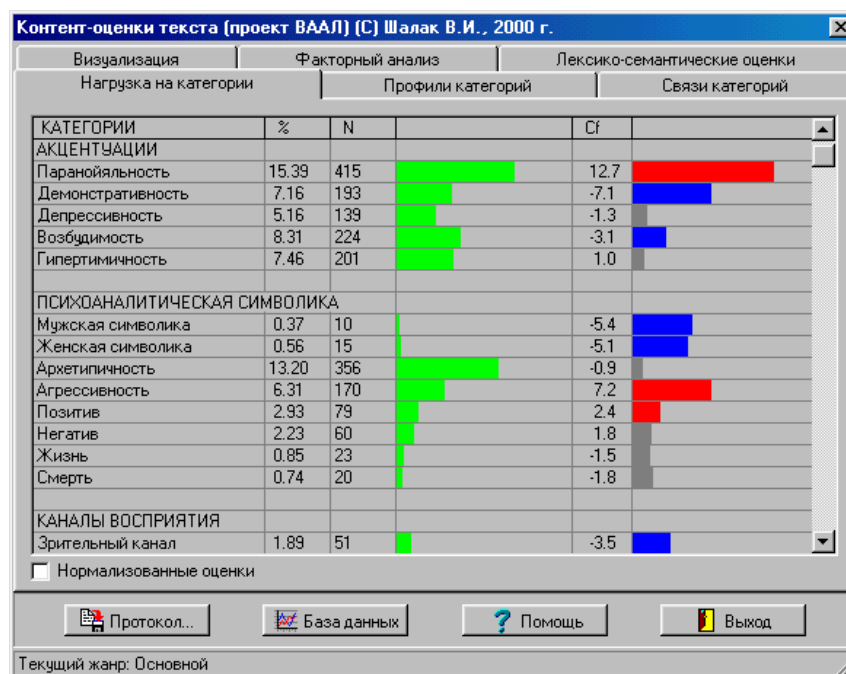 Контент-оценки текста (проект ВААЛ) (C) Шалак В.И., 2000 г.
Визуализация Факторный анализ Лексико-семантические оценки
Нагрузка на категории Профили категорий Связи категорий
КАТЕГОРИИ % N Cf
АКЦЕНТУАЦИИ
Паранойяльность 15.39 415 12.7
Демонстративность 7.16 193 -7.1
Депрессивность 5.16 139 -1.3
Возбудимость 8.31 224 -3.1
Гипертимичность 7.46 201 1.0
ПСИХОАНАЛИТИЧЕСКАЯ СИМВОЛИКА
Мужская символика 0.37 10 -5.4
Женская символика 0.56 15 -5.1
Архетипичность 13.20 356 -0.9
Агрессивность 6.31 170 7.2
Позитив 2.93 79 2.4
Негатив 2.23 60 1.8
Жизнь 0.85 23 -1.5
Смерть 0.74 20 -1.8
КАНАЛЫ ВОСПРИЯТИЯ
Зрительный канал 1.89 51 -3.5
Нормализованные оценки
Протокол... База данных Помощь Выход
Текущий жанр: Основной